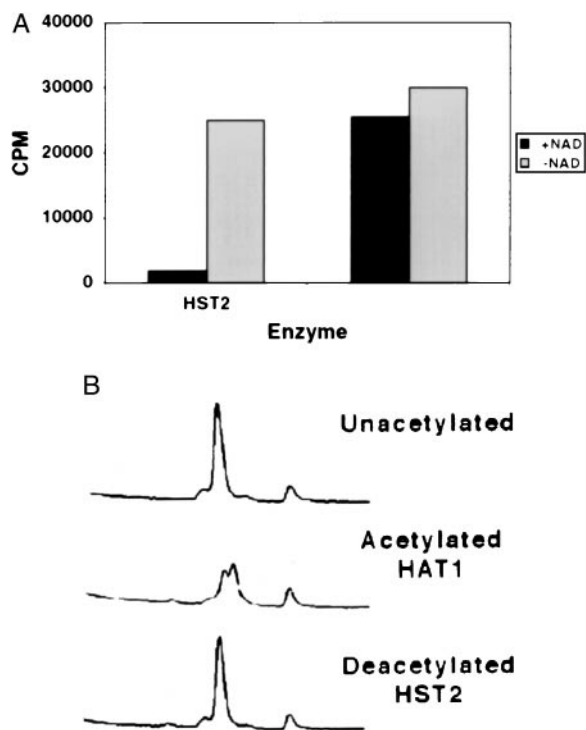 A
40000
30000
20000
10000
0
CPM
HST2
Enzyme
+NAD
-NAD
B
Unacetylated
Acetylated
HAT1
Deacetylated
HST2